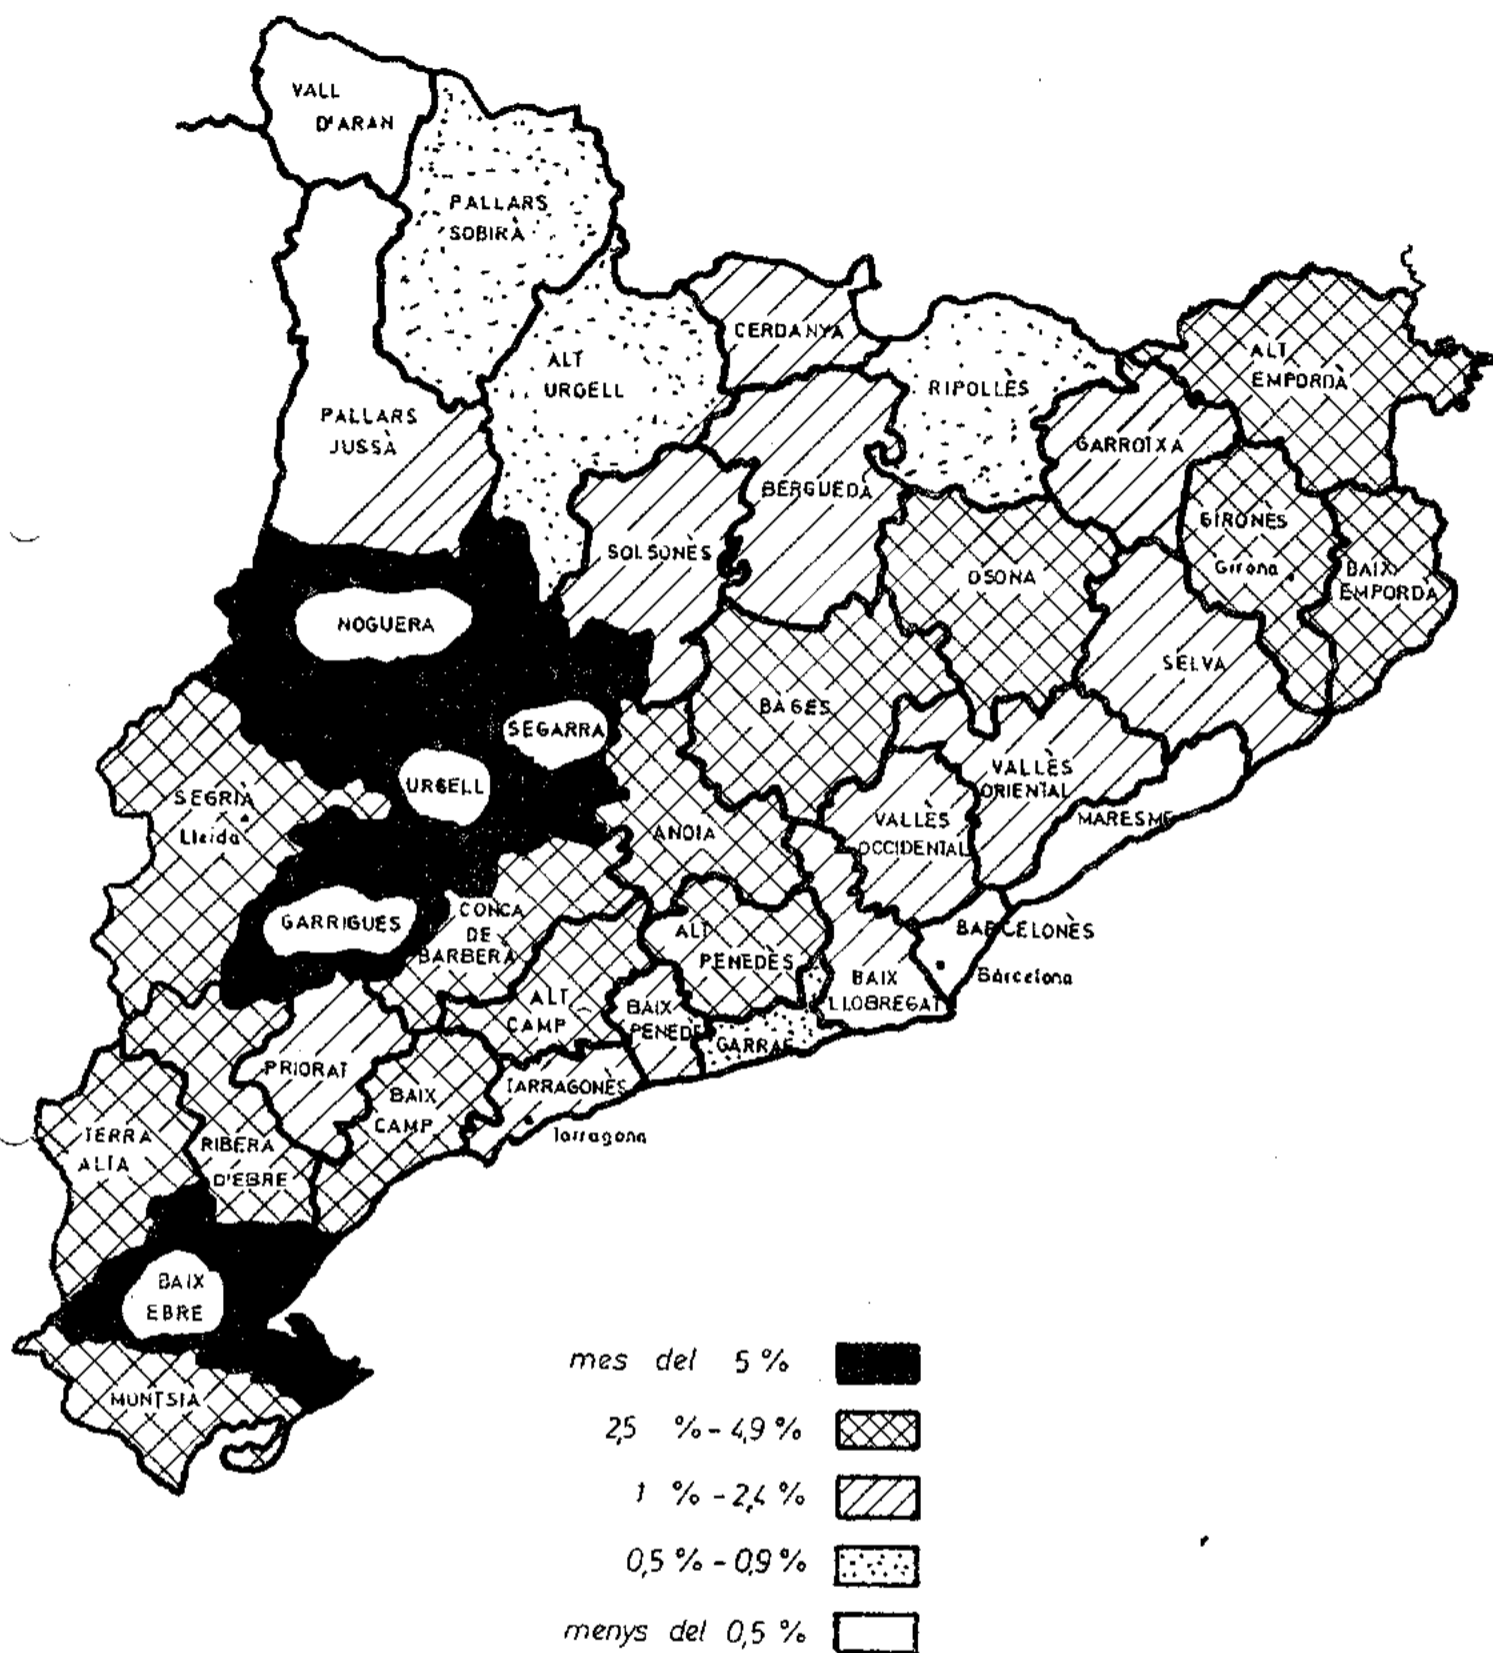 VALL
D'ARAN
PALLARS
SOBIRÀ
CERDANYA
ALT
URGELL
RIPOLLÈS
ALT
EMPORDÀ
PALLARS
JUSSÀ
GARROTXA
BERGUEDÀ
GIRONÈS
Girona
SOLSONÈS
OSONA
BAIX
EMPORDÀ
NOGUERA
SELVA
BAGES
SEGARRA
URGELL
VALLÈS
ORIENTAL
SEGRIÀ
Lleida
ANOIA
VALLÈS
OCCIDENTAL
MARESME
GARRIGUES
CONCA
DE
BARBERA
ALT
PENEDÈS
BARCELONÈS
Barcelona
BAIX
LLOBREGAT
ALT
CAMP
BAIX
PENEDÈ
GARRAF
PRIORAT
TARRAGONÈS
BAIX
CAMP
Tarragona
TERRA
ALTA
RIBERA
D'EBRE
BAIX
EBRE
MONTSIA
mes del 5 %
2,5 % - 4,9 %
1 % - 2,4 %
0,5 % - 0,9 %
menys del 0,5 %